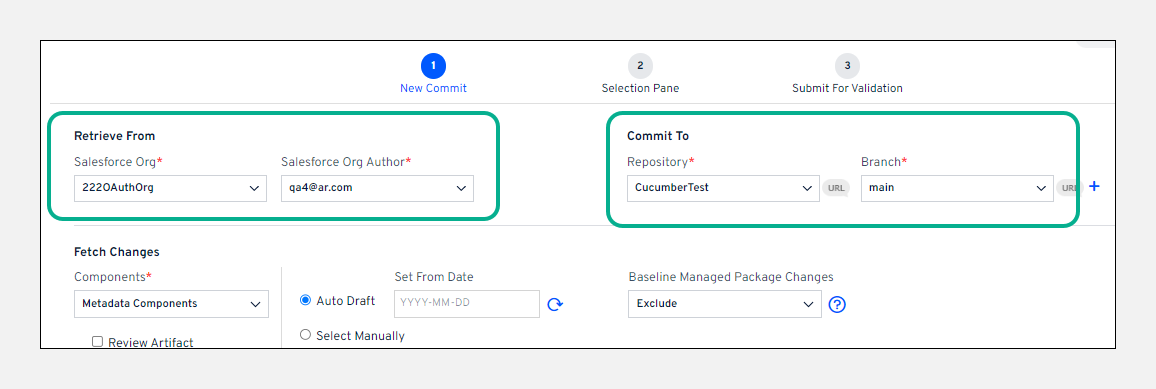 1
New Commit
2
Selection Pane
3
Submit For Validation
Retrieve From
Salesforce Org*
222OAuthOrg
Salesforce Org Author*
qa4@ar.com
Commit To
Repository*
CucumberTest
URL
Branch*
main
URL
+
Fetch Changes
Components*
Metadata Components
Review Artifact
Auto Draft
Select Manually
Set From Date
YYYY-MM-DD
Baseline Managed Package Changes
Exclude
?